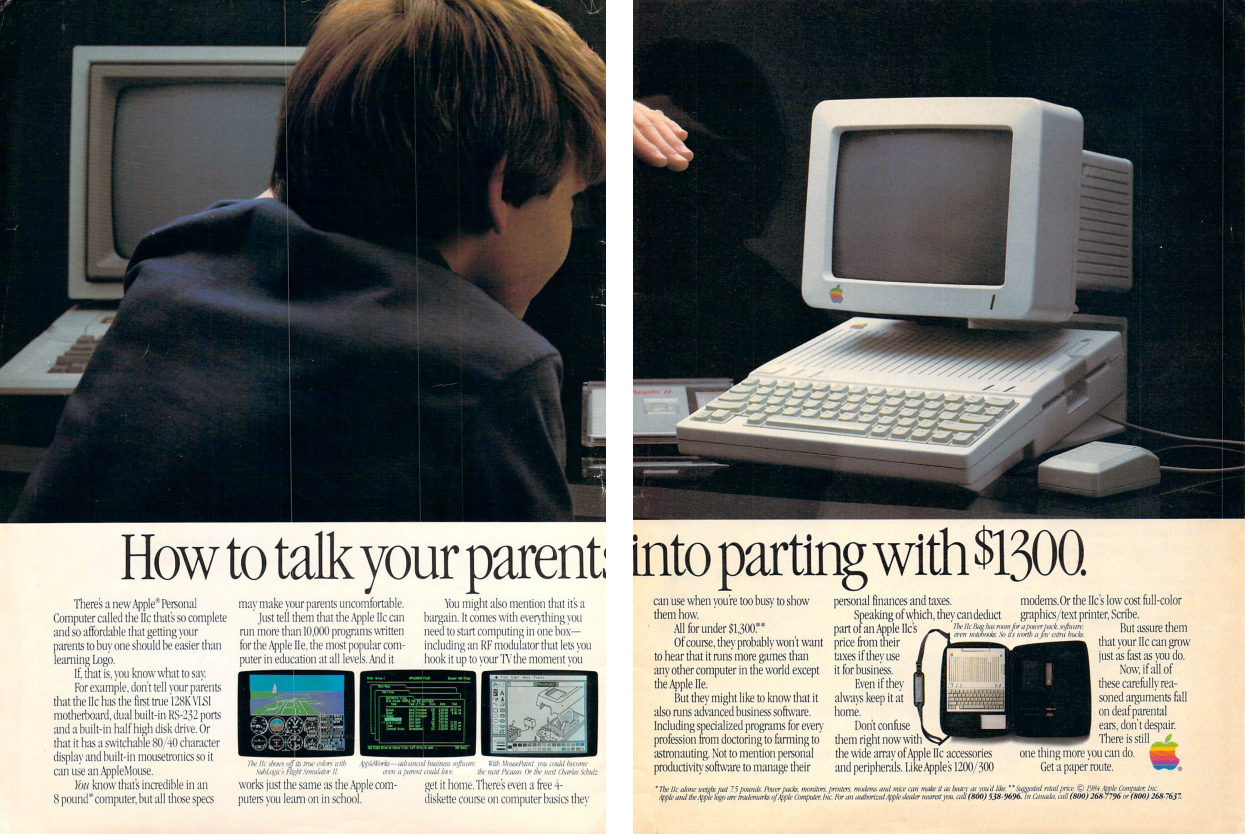 How to talk your parents into parting with $1300.
There's a new Apple® Personal
Computer called the IIc that's so complete
and so affordable that getting your
parents to buy one should be easier than
learning Logo.
If, that is, you know what to say.
For example, don't tell your parents
that the IIc has the first true 128K VLSI
motherboard, dual built in RS-232 ports
and a built-in half high disk drive. Or
that it has a switchable 80/40 character
display and built-in mousetronics so it
can use an AppleMouse.
You know that's incredible in an
8 pound* computer, but all those specs
may make your parents uncomfortable.
Just tell them that the Apple IIc can
run more than 10,000 programs written
for the Apple IIe, the most popular com-
puter in education at all levels. And it
The IIc shows off its true colors with
SubLogic's Flight Simulator II.
works just the same as the Apple com-
puters you learn on in school.
You might also mention that it's a
bargain. It comes with everything you
need to start computing in one box—
including an RF modulator that lets you
hook it up to your TV the moment you
AppleWorks—advanced business software
even a parent could love.
With MousePaint, you could become
the next Picasso. Or the next Charles Schulz.
get it home. There's even a free 4-
diskette course on computer basics they
can use when you're too busy to show
them how.
All for under $1,300.**
Of course, they probably won't want
to hear that it runs more games than
any other computer in the world except
the Apple IIe.
But they might like to know that it
also runs advanced business software.
Including specialized programs for every
profession from doctoring to farming to
astronauting. Not to mention personal
productivity software to manage their
personal finances and taxes.
Speaking of which, they can deduct
part of an Apple IIc's
price from their
taxes if they use
it for business.
Even if they
always keep it at
home.
Don't confuse
them right now with
the wide array of Apple IIc accessories
and peripherals. Like Apple's 1200/300
The IIc Bag has room for a power pack, software,
even notebooks. So it's worth a few extra bucks.
modems. Or the IIc's low cost full-color
graphics/text printer, Scribe.
But assure them
that your IIc can grow
just as fast as you do.
Now, if all of
these carefully rea-
soned arguments fall
on deaf parental
ears, don't despair.
There is still
one thing more you can do.
Get a paper route.
*The IIc alone weighs just 7.5 pounds. Power packs, monitors, printers, modems and mice can make it as heavy as you'd like. **Suggested retail price. © 1984 Apple Computer, Inc.
Apple and the Apple logo are trademarks of Apple Computer, Inc. For an authorized Apple dealer nearest you, call (800) 538-9696. In Canada, call (800) 268-7796 or (800) 268-7637.